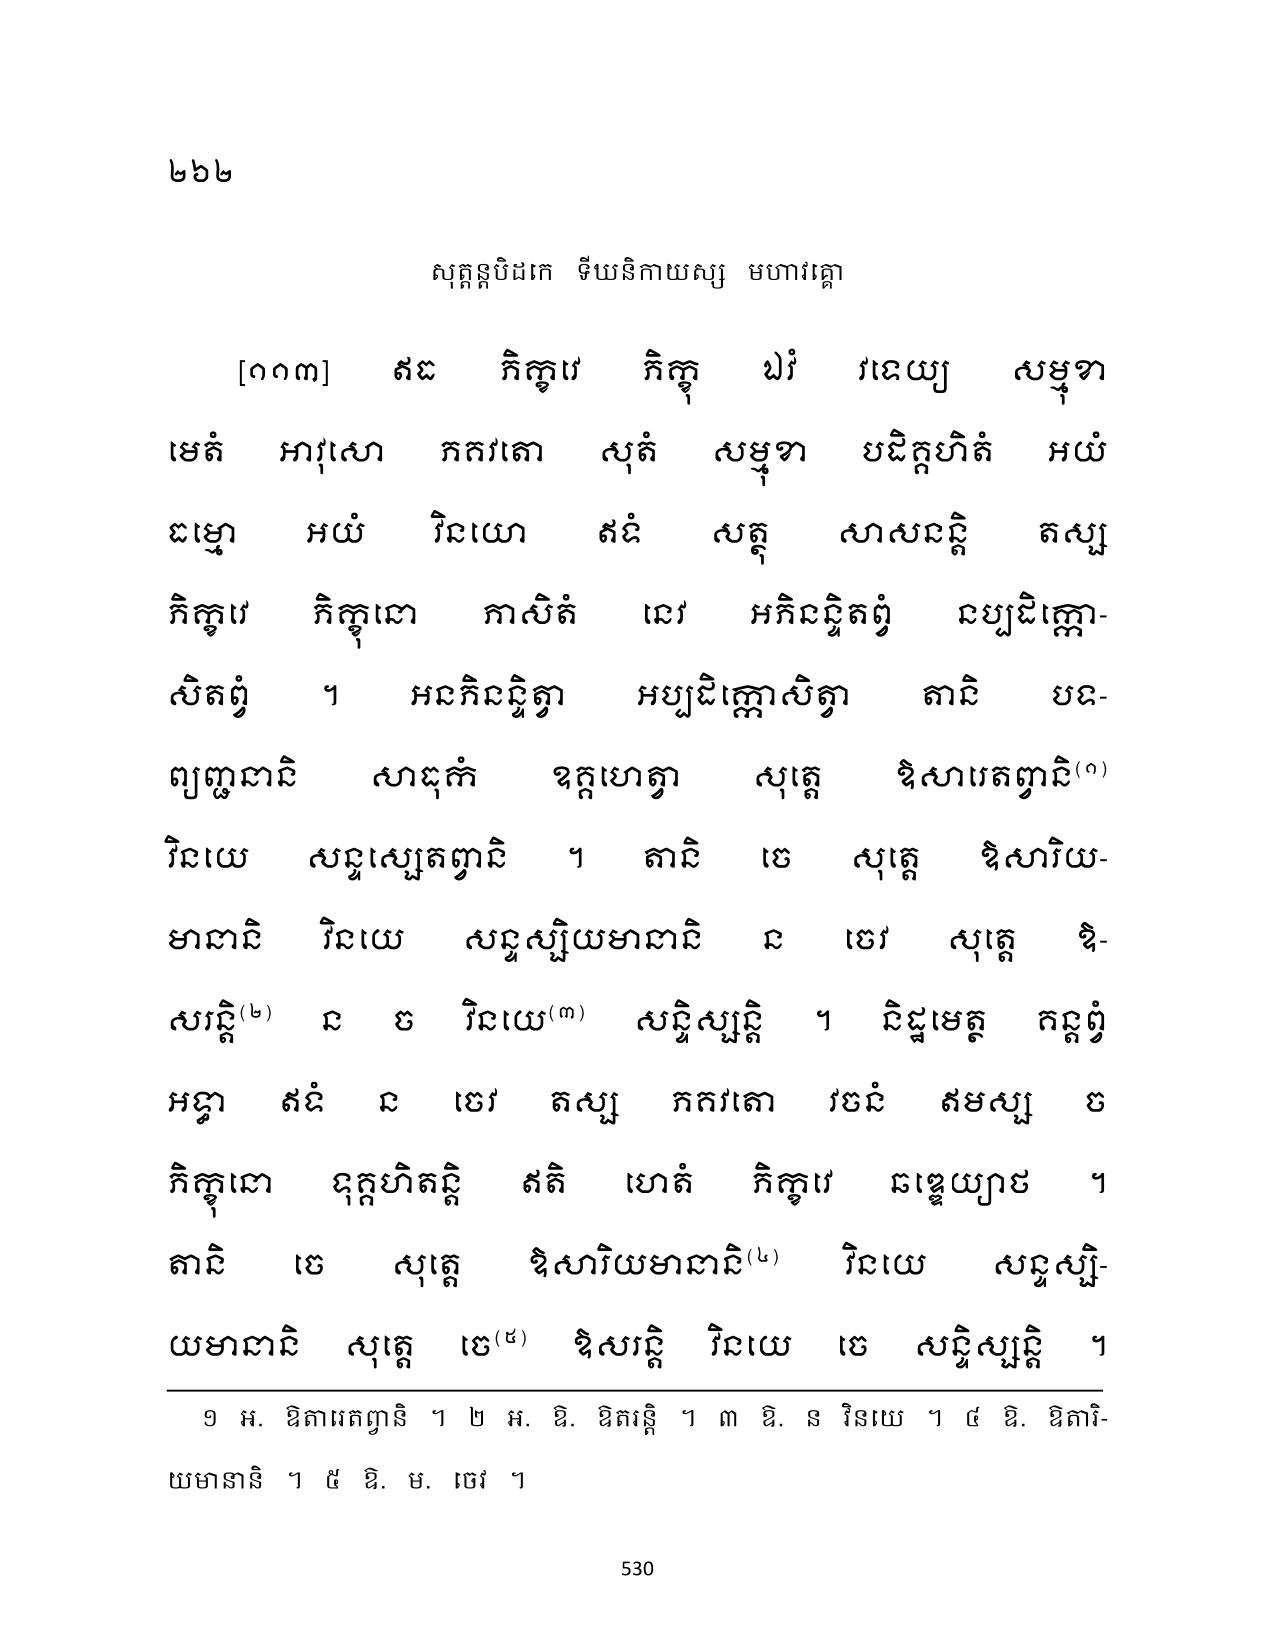 ២៦២
សុត្តន្តបិដកេ ទីឃនិកាយស្ស មហាវគ្គោ
[១១៣] ឥធ ភិក្ខវេ ភិក្ខុ ឯវំ វទេយ្យ សម្មុខា
មេតំ អាវុសោ ភគវតោ សុតំ សម្មុខា បដិគ្គហិតំ អយំ
ធម្មោ អយំ វិនយោ ឥទំ សត្ថុ សាសនន្តិ តស្ស
ភិក្ខវេ ភិក្ខុនោ ភាសិតំ នេវ អភិនន្ទិតព្វំ នប្បដិក្កោ-
សិតព្វំ ។ អនភិនន្ទិត្វា អប្បដិក្កោសិត្វា តានិ បទ-
ព្យញ្ជនានិ សាធុកំ ឧគ្គហេត្វា សុត្តេ ឱសារេតព្វានិ(១)
វិនយេ សន្ទស្សេតព្វានិ ។ តានិ ចេ សុត្តេ ឱសារិយ-
មានានិ វិនយេ សន្ទស្សិយមានានិ ន ចេវ សុត្តេ ឱ-
សរន្តិ(២) ន ច វិនយេ(៣) សន្ទិស្សន្តិ ។ និដ្ឋមេត្ថ គន្តព្វំ
អទ្ធា ឥទំ ន ចេវ តស្ស ភគវតោ វចនំ ឥមស្ស ច
ភិក្ខុនោ ទុគ្គហិតន្តិ ឥតិ ហេតំ ភិក្ខវេ ឆឌ្ឌេយ្យាថ ។
តានិ ចេ សុត្តេ ឱសារិយមានានិ(៤) វិនយេ សន្ទស្សិ-
យមានានិ សុត្តេ ចេ(៥) ឱសរន្តិ វិនយេ ចេ សន្ទិស្សន្តិ ។
១ អ. ឱតារេតព្វានិ ។ ២ អ. ឱ. ឱតរន្តិ ។ ៣ ឱ. ន វិនយេ ។ ៤ ឱ. ឱតារិ-
យមានានិ ។ ៥ ឱ. ម. ចេវ ។
530